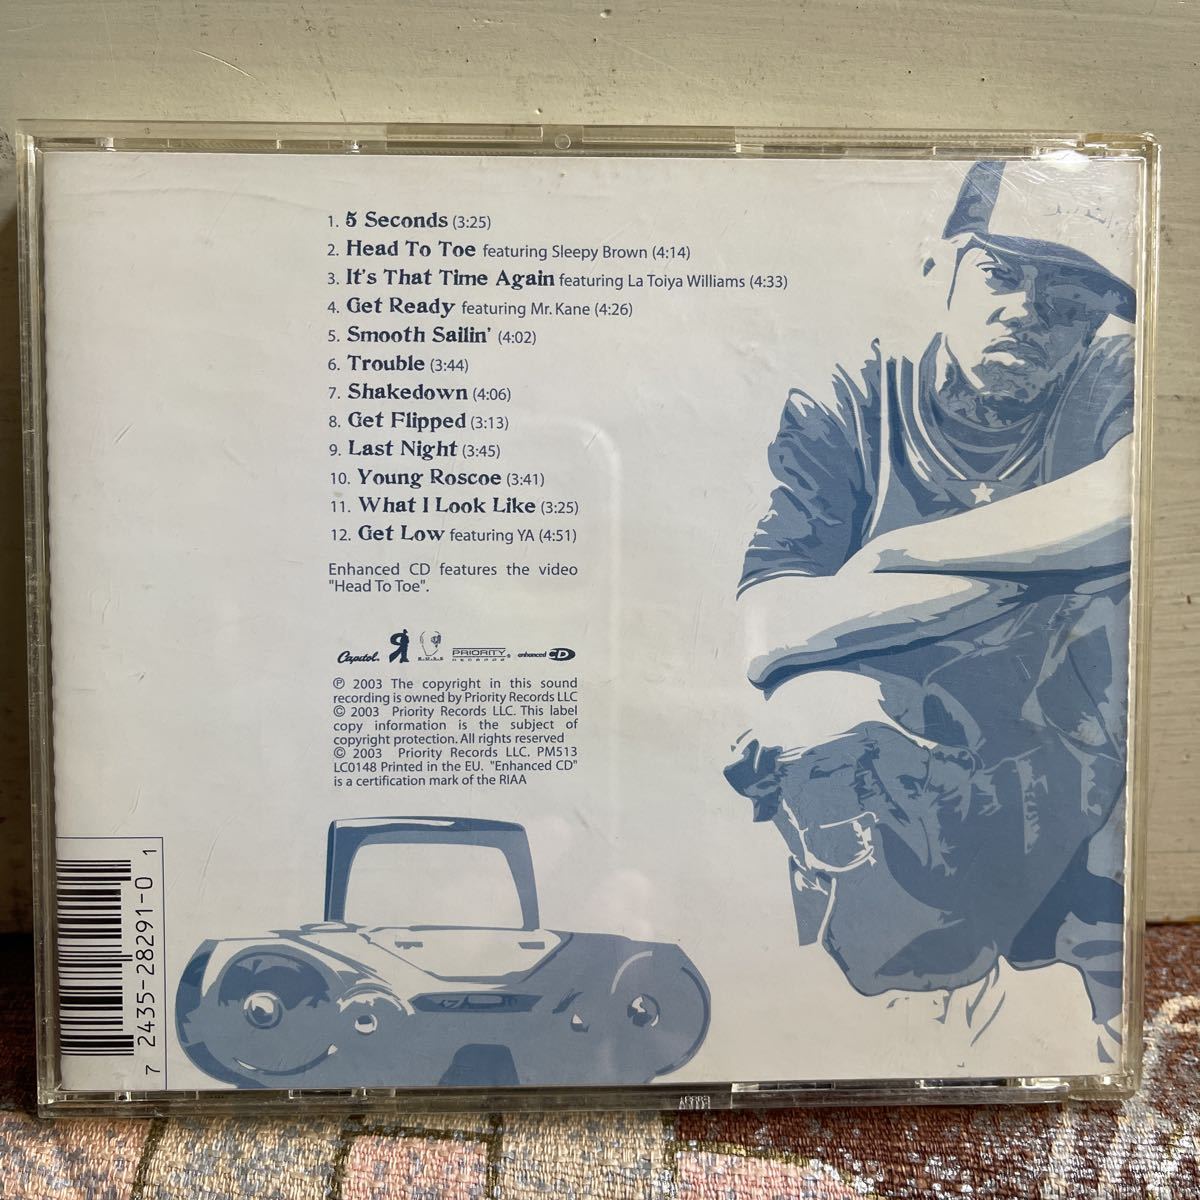 1. 5 Seconds (3:25)
2. Head To Toe featuring Sleepy Brown (4:14)
3. It's That Time Again featuring La Toiya Williams (4:33)
4. Get Ready featuring Mr. Kane (4:26)
5. Smooth Sailin' (4:02)
6. Trouble (3:44)
7. Shakedown (4:06)
8. Get Flipped (3:13)
9. Last Night (3:45)
10. Young Roscoe (3:41)
11. What I Look Like (3:25)
12. Get Low featuring YA (4:51)
Enhanced CD features the video
"Head To Toe".
Capitol. PRIORITY RECORDS® enhanced CD
℗ 2003 The copyright in this sound
recording is owned by Priority Records LLC
© 2003 Priority Records LLC. This label
copy information is the subject of
copyright protection. All rights reserved
© 2003 Priority Records LLC. PM513
LC0148 Printed in the EU. "Enhanced CD"
is a certification mark of the RIAA
7 2435-28291-0 1